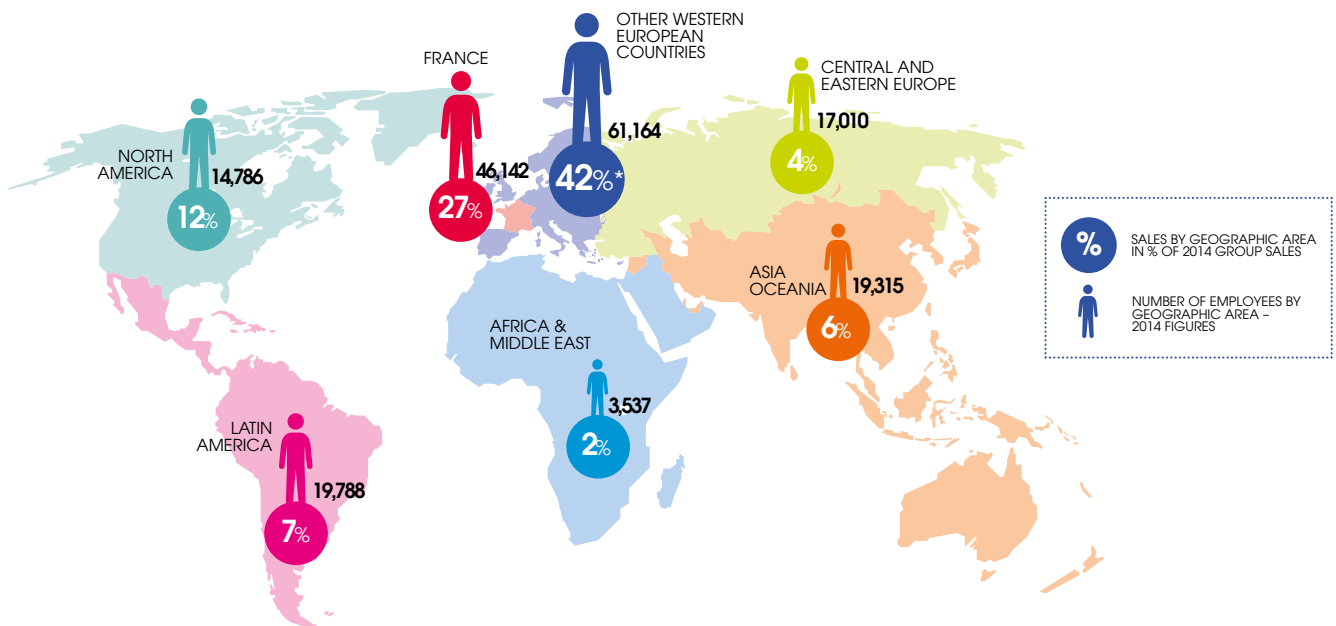 OTHER WESTERN
EUROPEAN
COUNTRIES
61,164
42%*
FRANCE
46,142
27%
CENTRAL AND
EASTERN EUROPE
17,010
4%
NORTH
AMERICA
14,786
12%
ASIA
OCEANIA
19,315
6%
AFRICA &
MIDDLE EAST
3,537
2%
LATIN
AMERICA
19,788
7%
%
SALES BY GEOGRAPHIC AREA
IN % OF 2014 GROUP SALES
NUMBER OF EMPLOYEES BY
GEOGRAPHIC AREA –
2014 FIGURES